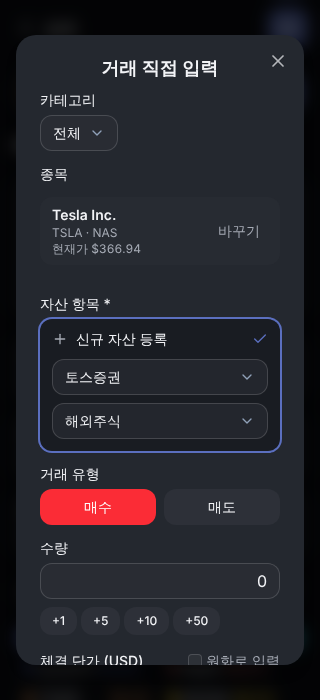 거래 직접 입력
카테고리
전체
종목
Tesla Inc.
TSLA · NAS
현재가 $366.94
바꾸기
자산 항목 *
신규 자산 등록
토스증권
해외주식
거래 유형
매수
매도
수량
0
+1
+5
+10
+50
체결 단가 (USD)
원화로 입력